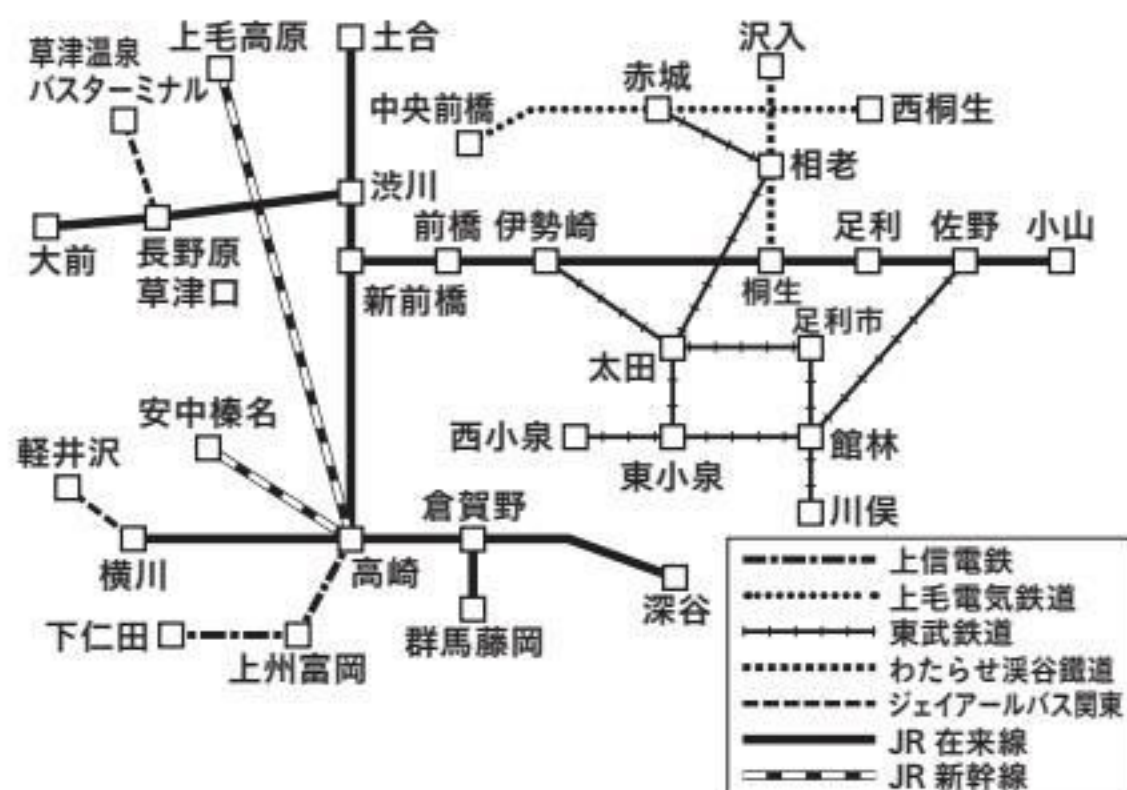 草津温泉
バスターミナル
上毛高原
土合
沢入
赤城
中央前橋
西桐生
相老
渋川
大前
長野原
草津口
新前橋
前橋
伊勢崎
桐生
足利
佐野
小山
足利市
太田
安中榛名
軽井沢
西小泉
東小泉
館林
川俣
倉賀野
横川
高崎
深谷
下仁田
上州富岡
群馬藤岡
上信電鉄
上毛電気鉄道
東武鉄道
わたらせ渓谷鐵道
ジェイアールバス関東
JR 在来線
JR 新幹線